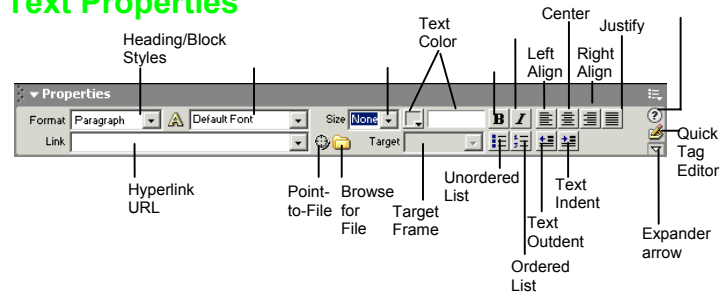 Text Properties
Center
Text
Color
Justify
Heading/Block
Styles
Left
Align
Right
Align
Properties
Format Paragraph Default Font Size None B I
Link Target
Quick
Tag
Editor
Hyperlink
URL
Point-
to-File
Browse
for
File
Target
Frame
Unordered
List
Text
Outdent
Text
Indent
Ordered
List
Expander
arrow